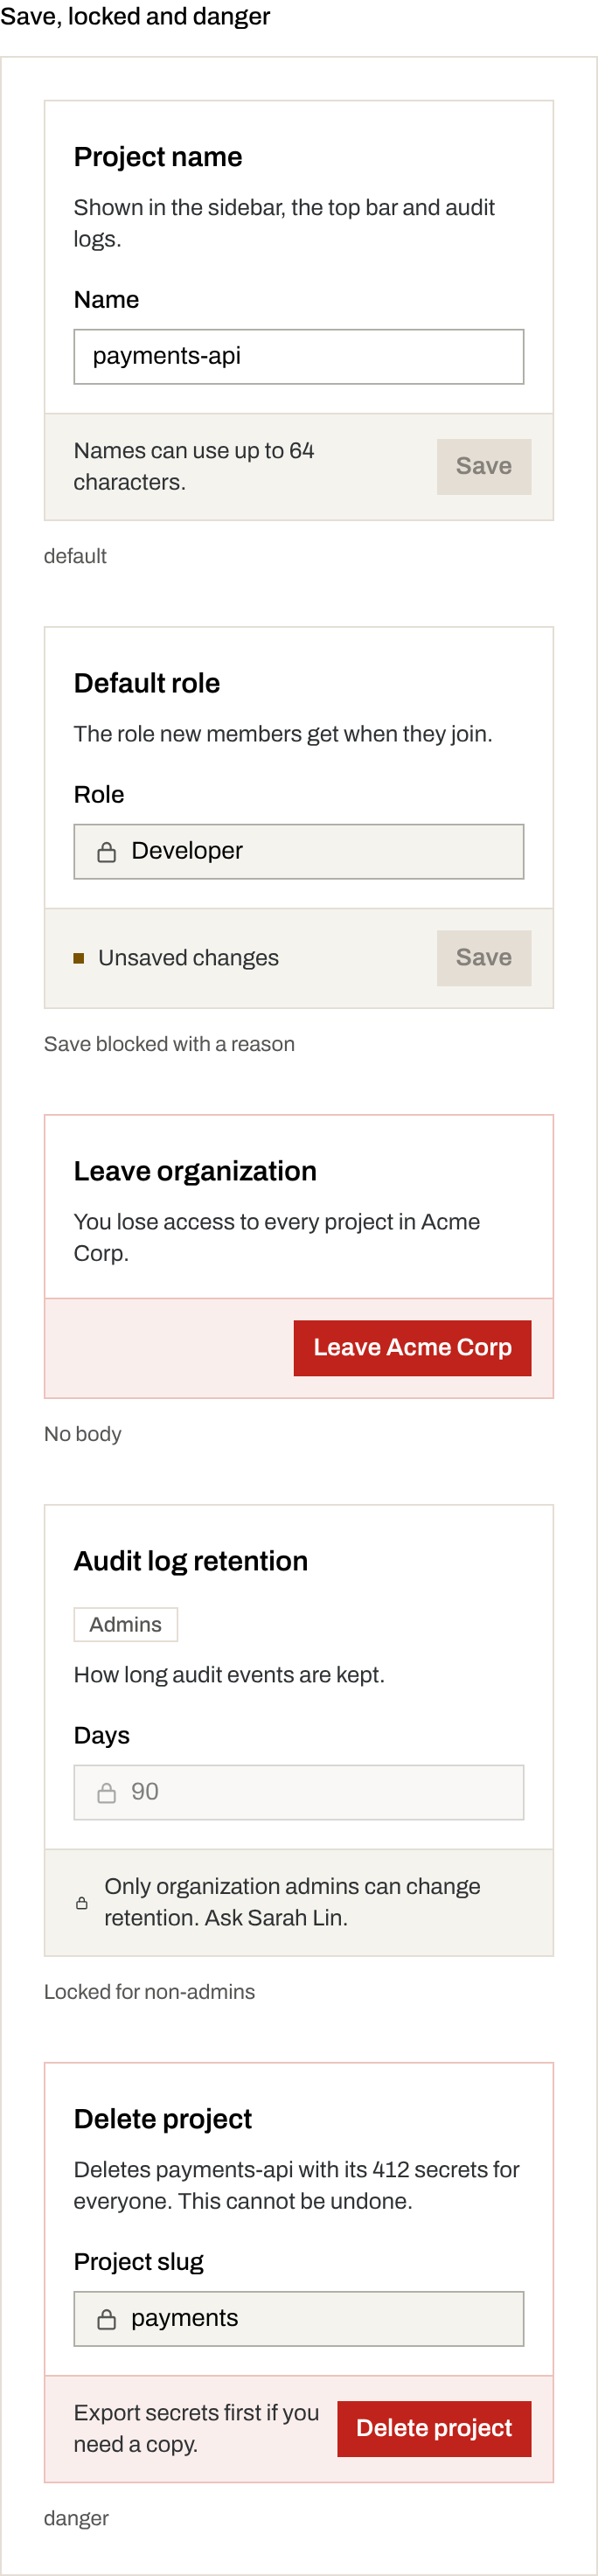 Save, locked and danger
Project name
Shown in the sidebar, the top bar and audit
logs.
Name
payments-api
Names can use up to 64
characters.
Save
default
Default role
The role new members get when they join.
Role
Developer
Unsaved changes
Save
Save blocked with a reason
Leave organization
You lose access to every project in Acme
Corp.
Leave Acme Corp
No body
Audit log retention
Admins
How long audit events are kept.
Days
90
Only organization admins can change
retention. Ask Sarah Lin.
Locked for non-admins
Delete project
Deletes payments-api with its 412 secrets for
everyone. This cannot be undone.
Project slug
payments
Export secrets first if you
need a copy.
Delete project
danger